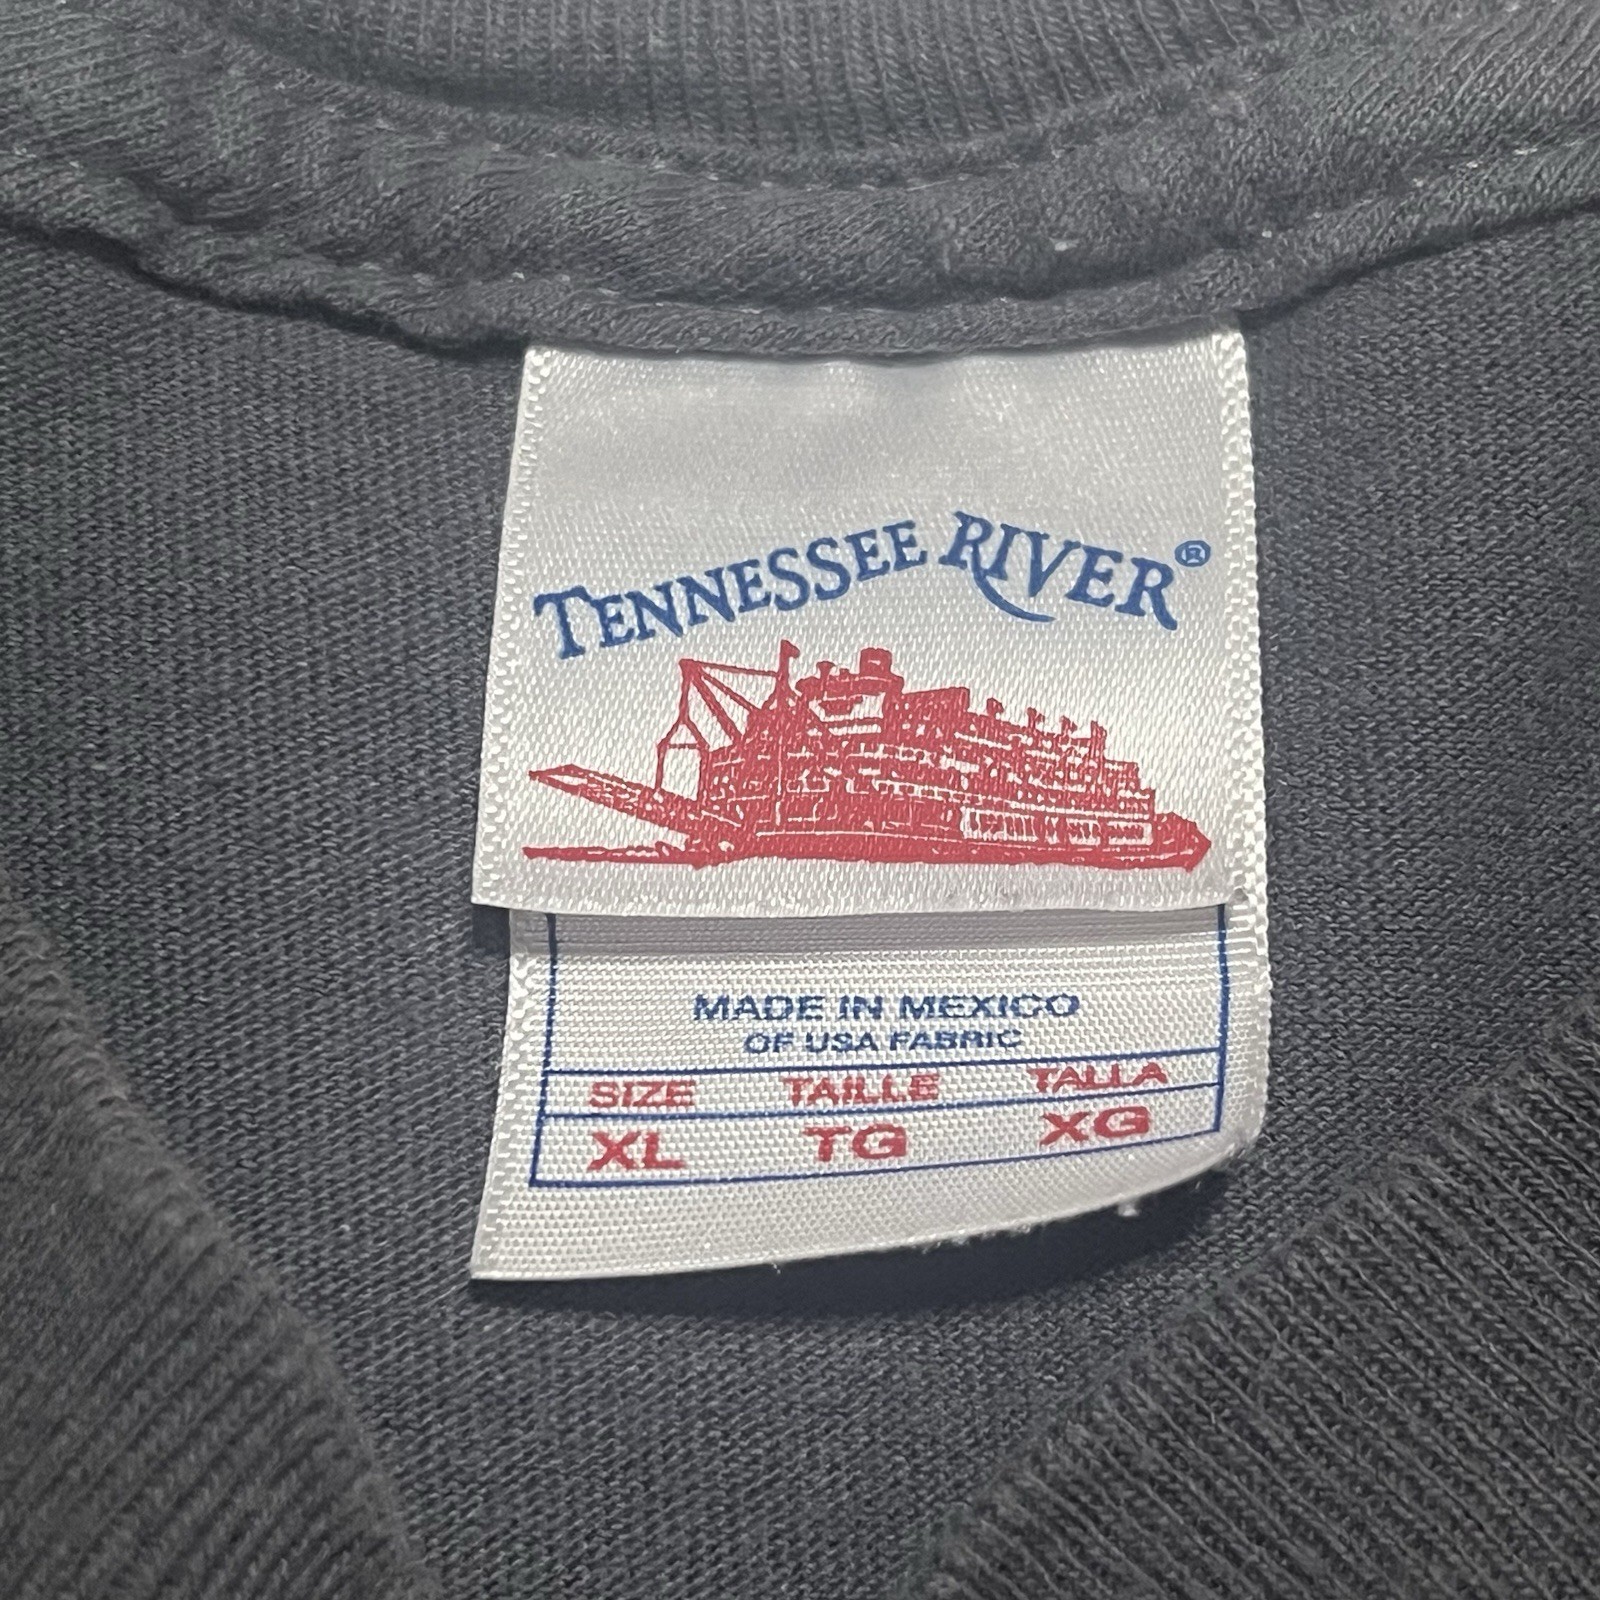 TENNESSEE RIVER®
MADE IN MEXICO
OF USA FABRIC
SIZE TAILLE TALLA
XL TG XG